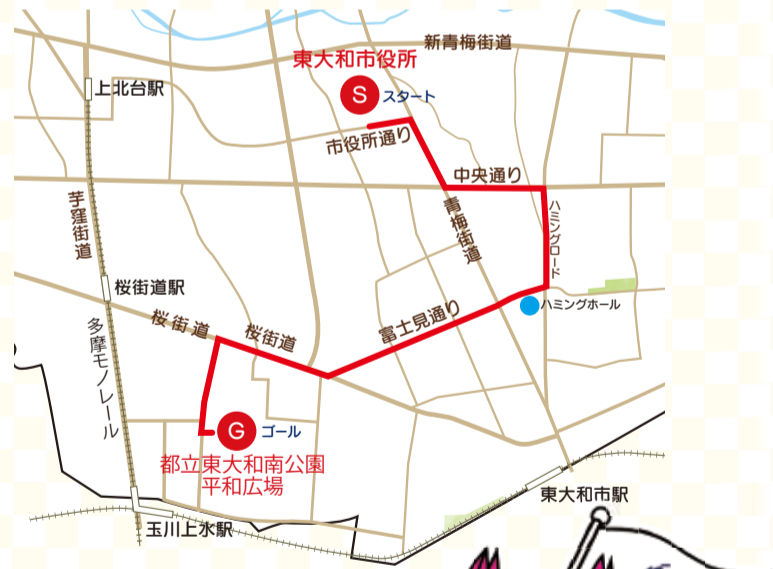 新青梅街道
東大和市役所
S
スタート
上北台駅
市役所通り
中央通り
芋窪街道
青梅街道
ハミングロード
桜街道駅
ハミングホール
富士見通り
桜街道
桜街道
多摩モノレール
G
ゴール
都立東大和南公園
平和広場
東大和市駅
玉川上水駅